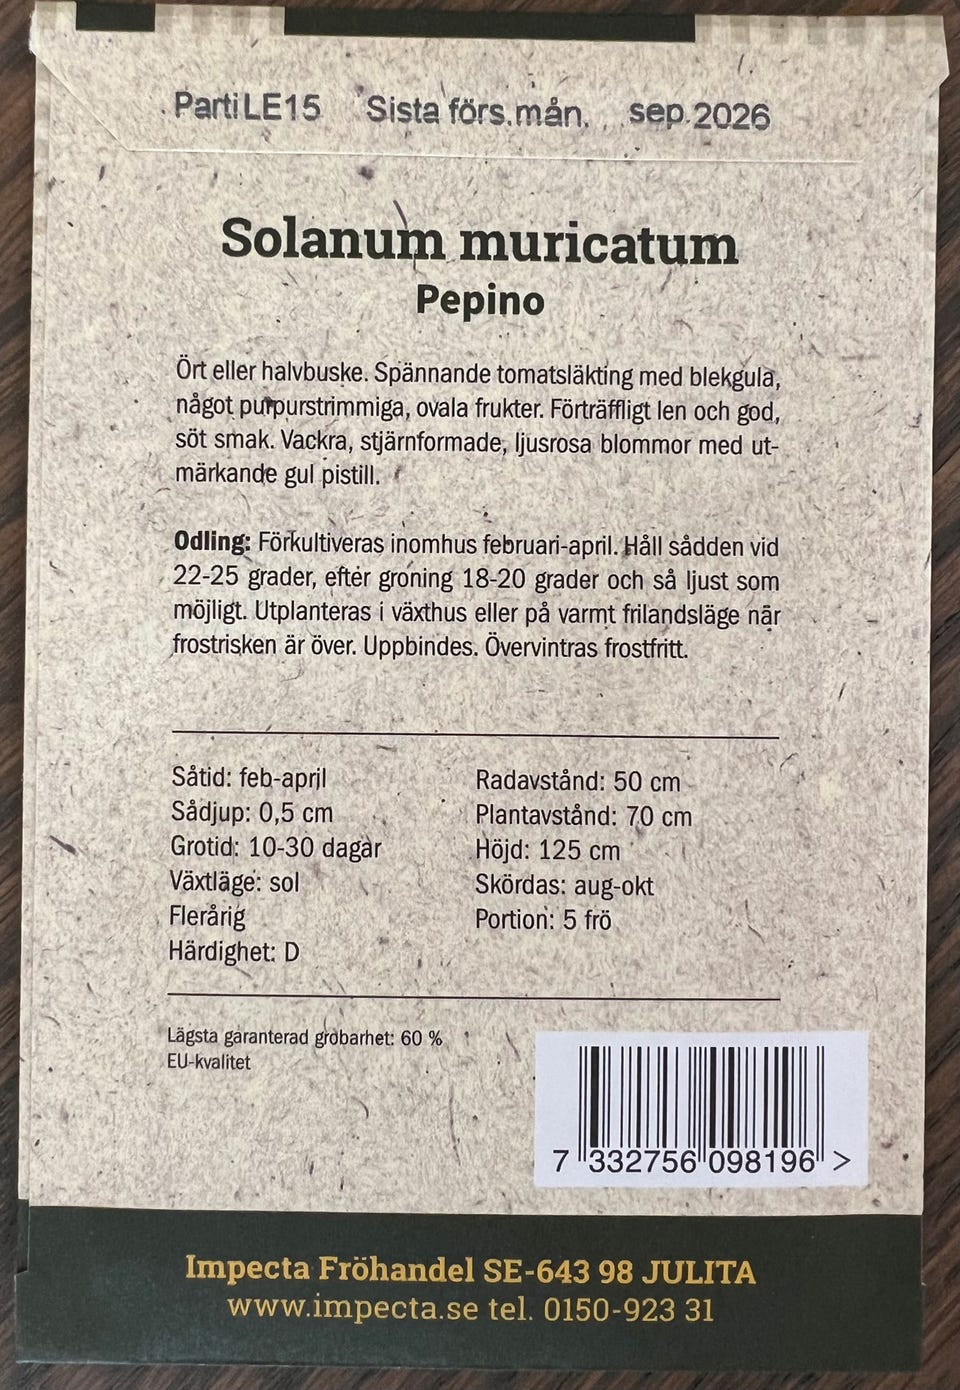 Parti LE15 Sista förs.mån. sep.2026
Solanum muricatum
Pepino
Ört eller halvbuske. Spännande tomatsläkting med blekgula,
något purpurstrimmiga, ovala frukter. Förträffligt len och god,
söt smak. Vackra, stjärnformade, ljusrosa blommor med ut-
märkande gul pistill.
Odling: Förkultiveras inomhus februari-april. Håll sådden vid
22-25 grader, efter groning 18-20 grader och så ljust som
möjligt. Utplanteras i växthus eller på varmt frilandsläge när
frostrisken är över. Uppbindes. Övervintras frostfritt.
Såtid: feb-april
Sådjup: 0,5 cm
Grotid: 10-30 dagar
Växtläge: sol
Flerårig
Härdighet: D
Radavstånd: 50 cm
Plantavstånd: 70 cm
Höjd: 125 cm
Skördas: aug-okt
Portion: 5 frö
Lägsta garanterad grobarhet: 60 %
EU-kvalitet
7 332756 098196 >
Impecta Fröhandel SE-643 98 JULITA
www.impecta.se tel. 0150-923 31